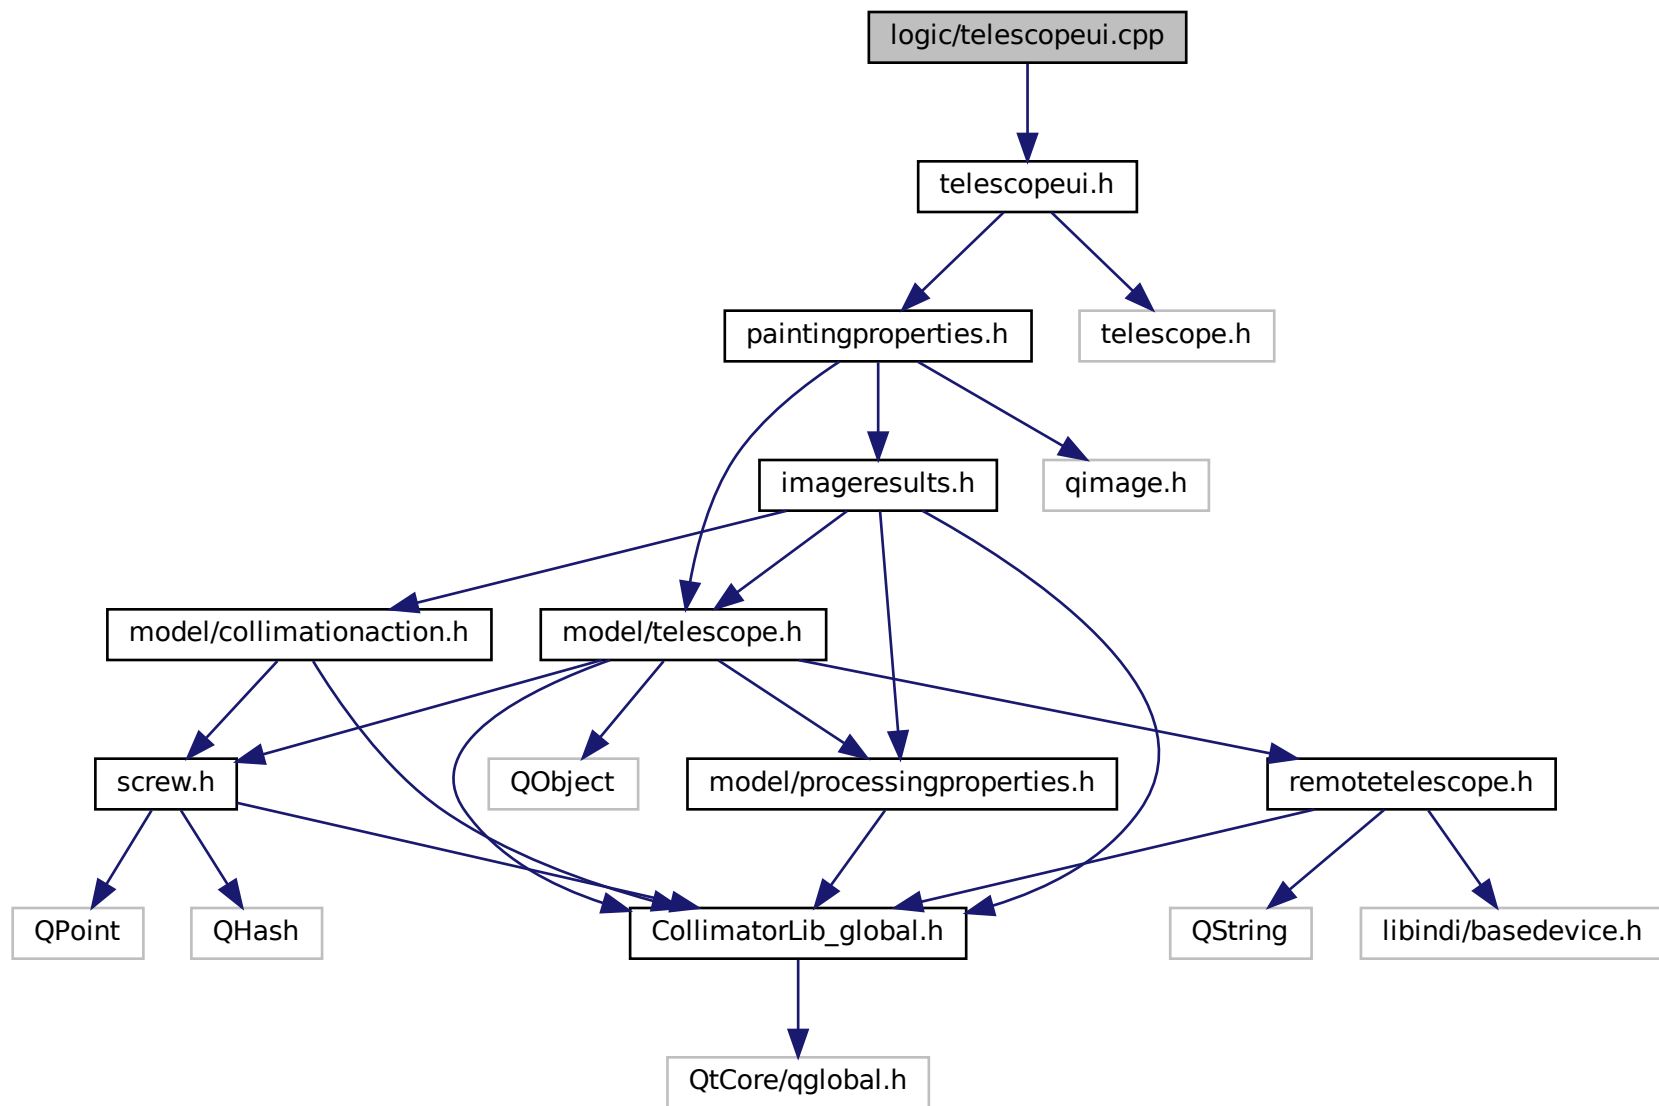 logic/telescopeui.cpp
telescopeui.h
paintingproperties.h
telescope.h
imageresults.h
qimage.h
model/collimationaction.h
model/telescope.h
screw.h
QObject
model/processingproperties.h
remotetelescope.h
QPoint
QHash
CollimatorLib_global.h
QString
libindi/basedevice.h
QtCore/qglobal.h